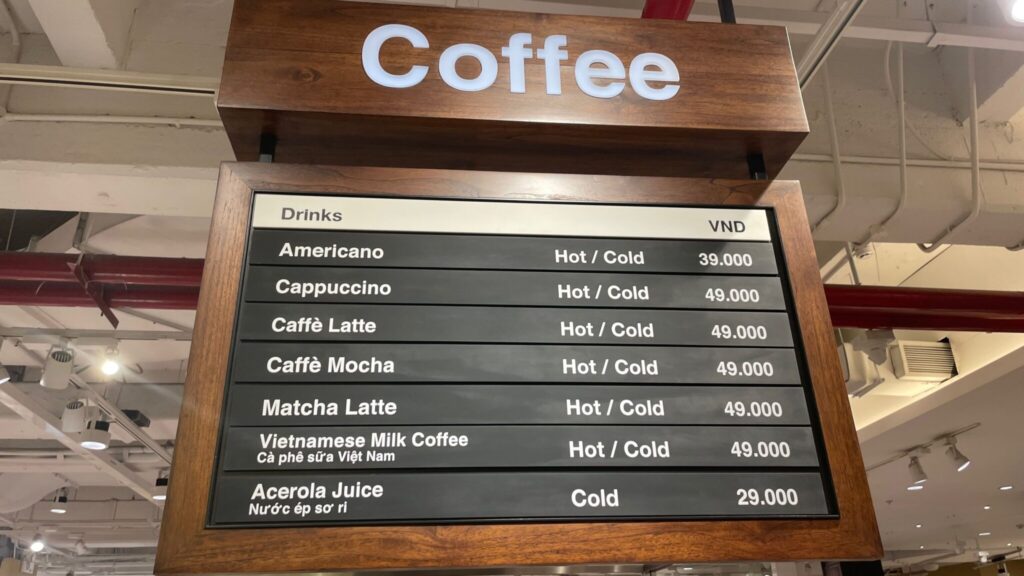 Coffee
Drinks VND
Americano Hot / Cold 39.000
Cappuccino Hot / Cold 49.000
Caffè Latte Hot / Cold 49.000
Caffè Mocha Hot / Cold 49.000
Matcha Latte Hot / Cold 49.000
Vietnamese Milk Coffee Hot / Cold 49.000
Cà phê sữa Việt Nam
Acerola Juice Cold 29.000
Nước ép sơ ri